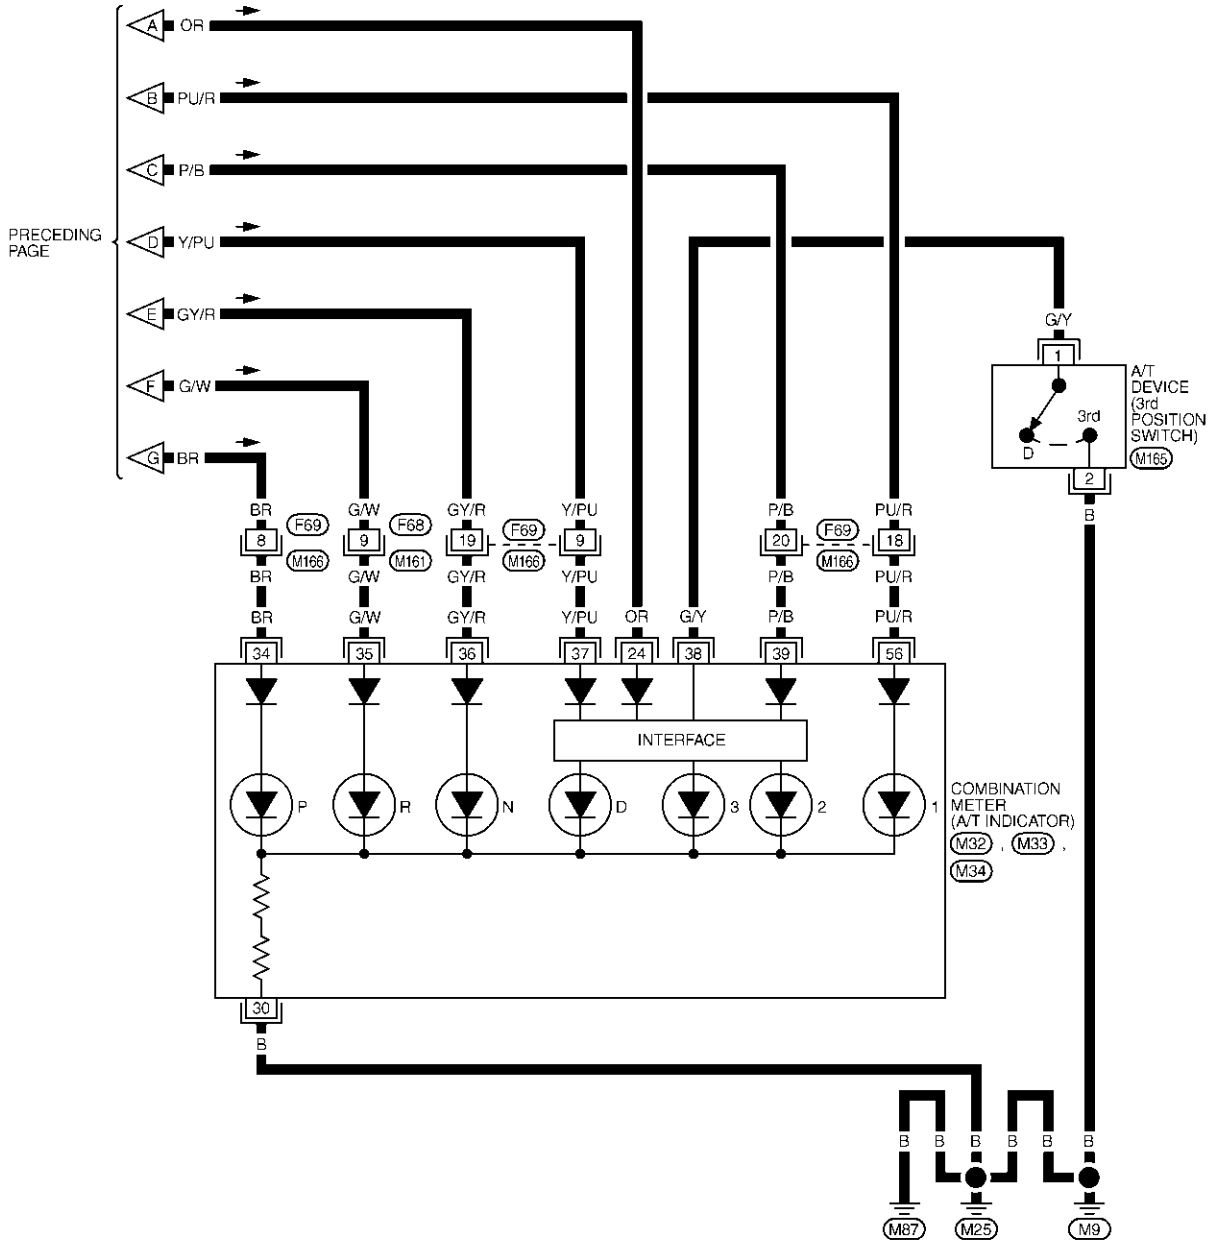 A OR
B PU/R
C P/B
PRECEDING
PAGE
D Y/PU
E GY/R
G/Y
1
A/T
DEVICE
(3rd
POSITION
SWITCH)
M165
3rd
D
2
B
F G/W
G BR
BR G/W GY/R Y/PU P/B PU/R
8 F69 9 F68 19 F69 9 20 F69 18
M166 M161 M166 M166
BR G/W GY/R Y/PU P/B PU/R
BR G/W GY/R Y/PU OR G/Y P/B PU/R
34 35 36 37 24 38 39 56
INTERFACE
P R N D 3 2 1
COMBINATION
METER
(A/T INDICATOR)
M32 , M33 ,
M34
30
B
B B B B B B
M87 M25 M9